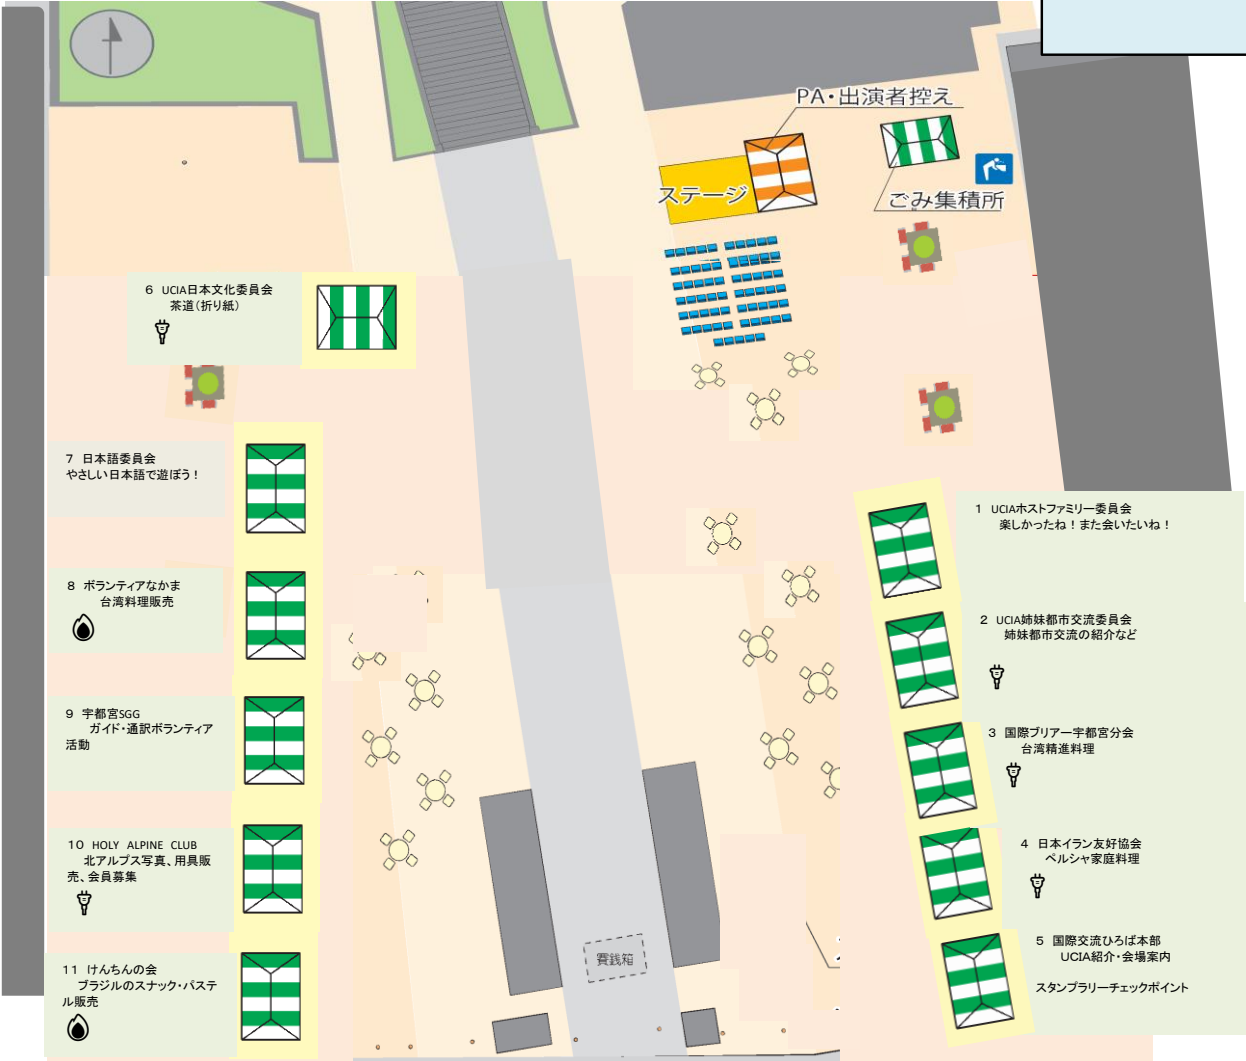 PA・出演者控え
ステージ
ごみ集積所
6 UCIA日本文化委員会
茶道(折り紙)
7 日本語委員会
やさしい日本語で遊ぼう！
8 ボランティアなかま
台湾料理販売
9 宇都宮SGG
ガイド・通訳ボランティア
活動
10 HOLY ALPINE CLUB
北アルプス写真、用具販
売、会員募集
11 けんちんの会
ブラジルのスナック・パステ
ル販売
賽銭箱
1 UCIAホストファミリー委員会
楽しかったね！また会いたいね！
2 UCIA姉妹都市交流委員会
姉妹都市交流の紹介など
3 国際ブリアー宇都宮分会
台湾精進料理
4 日本イラン友好協会
ペルシャ家庭料理
5 国際交流ひろば本部
UCIA紹介・会場案内
スタンプラリーチェックポイント